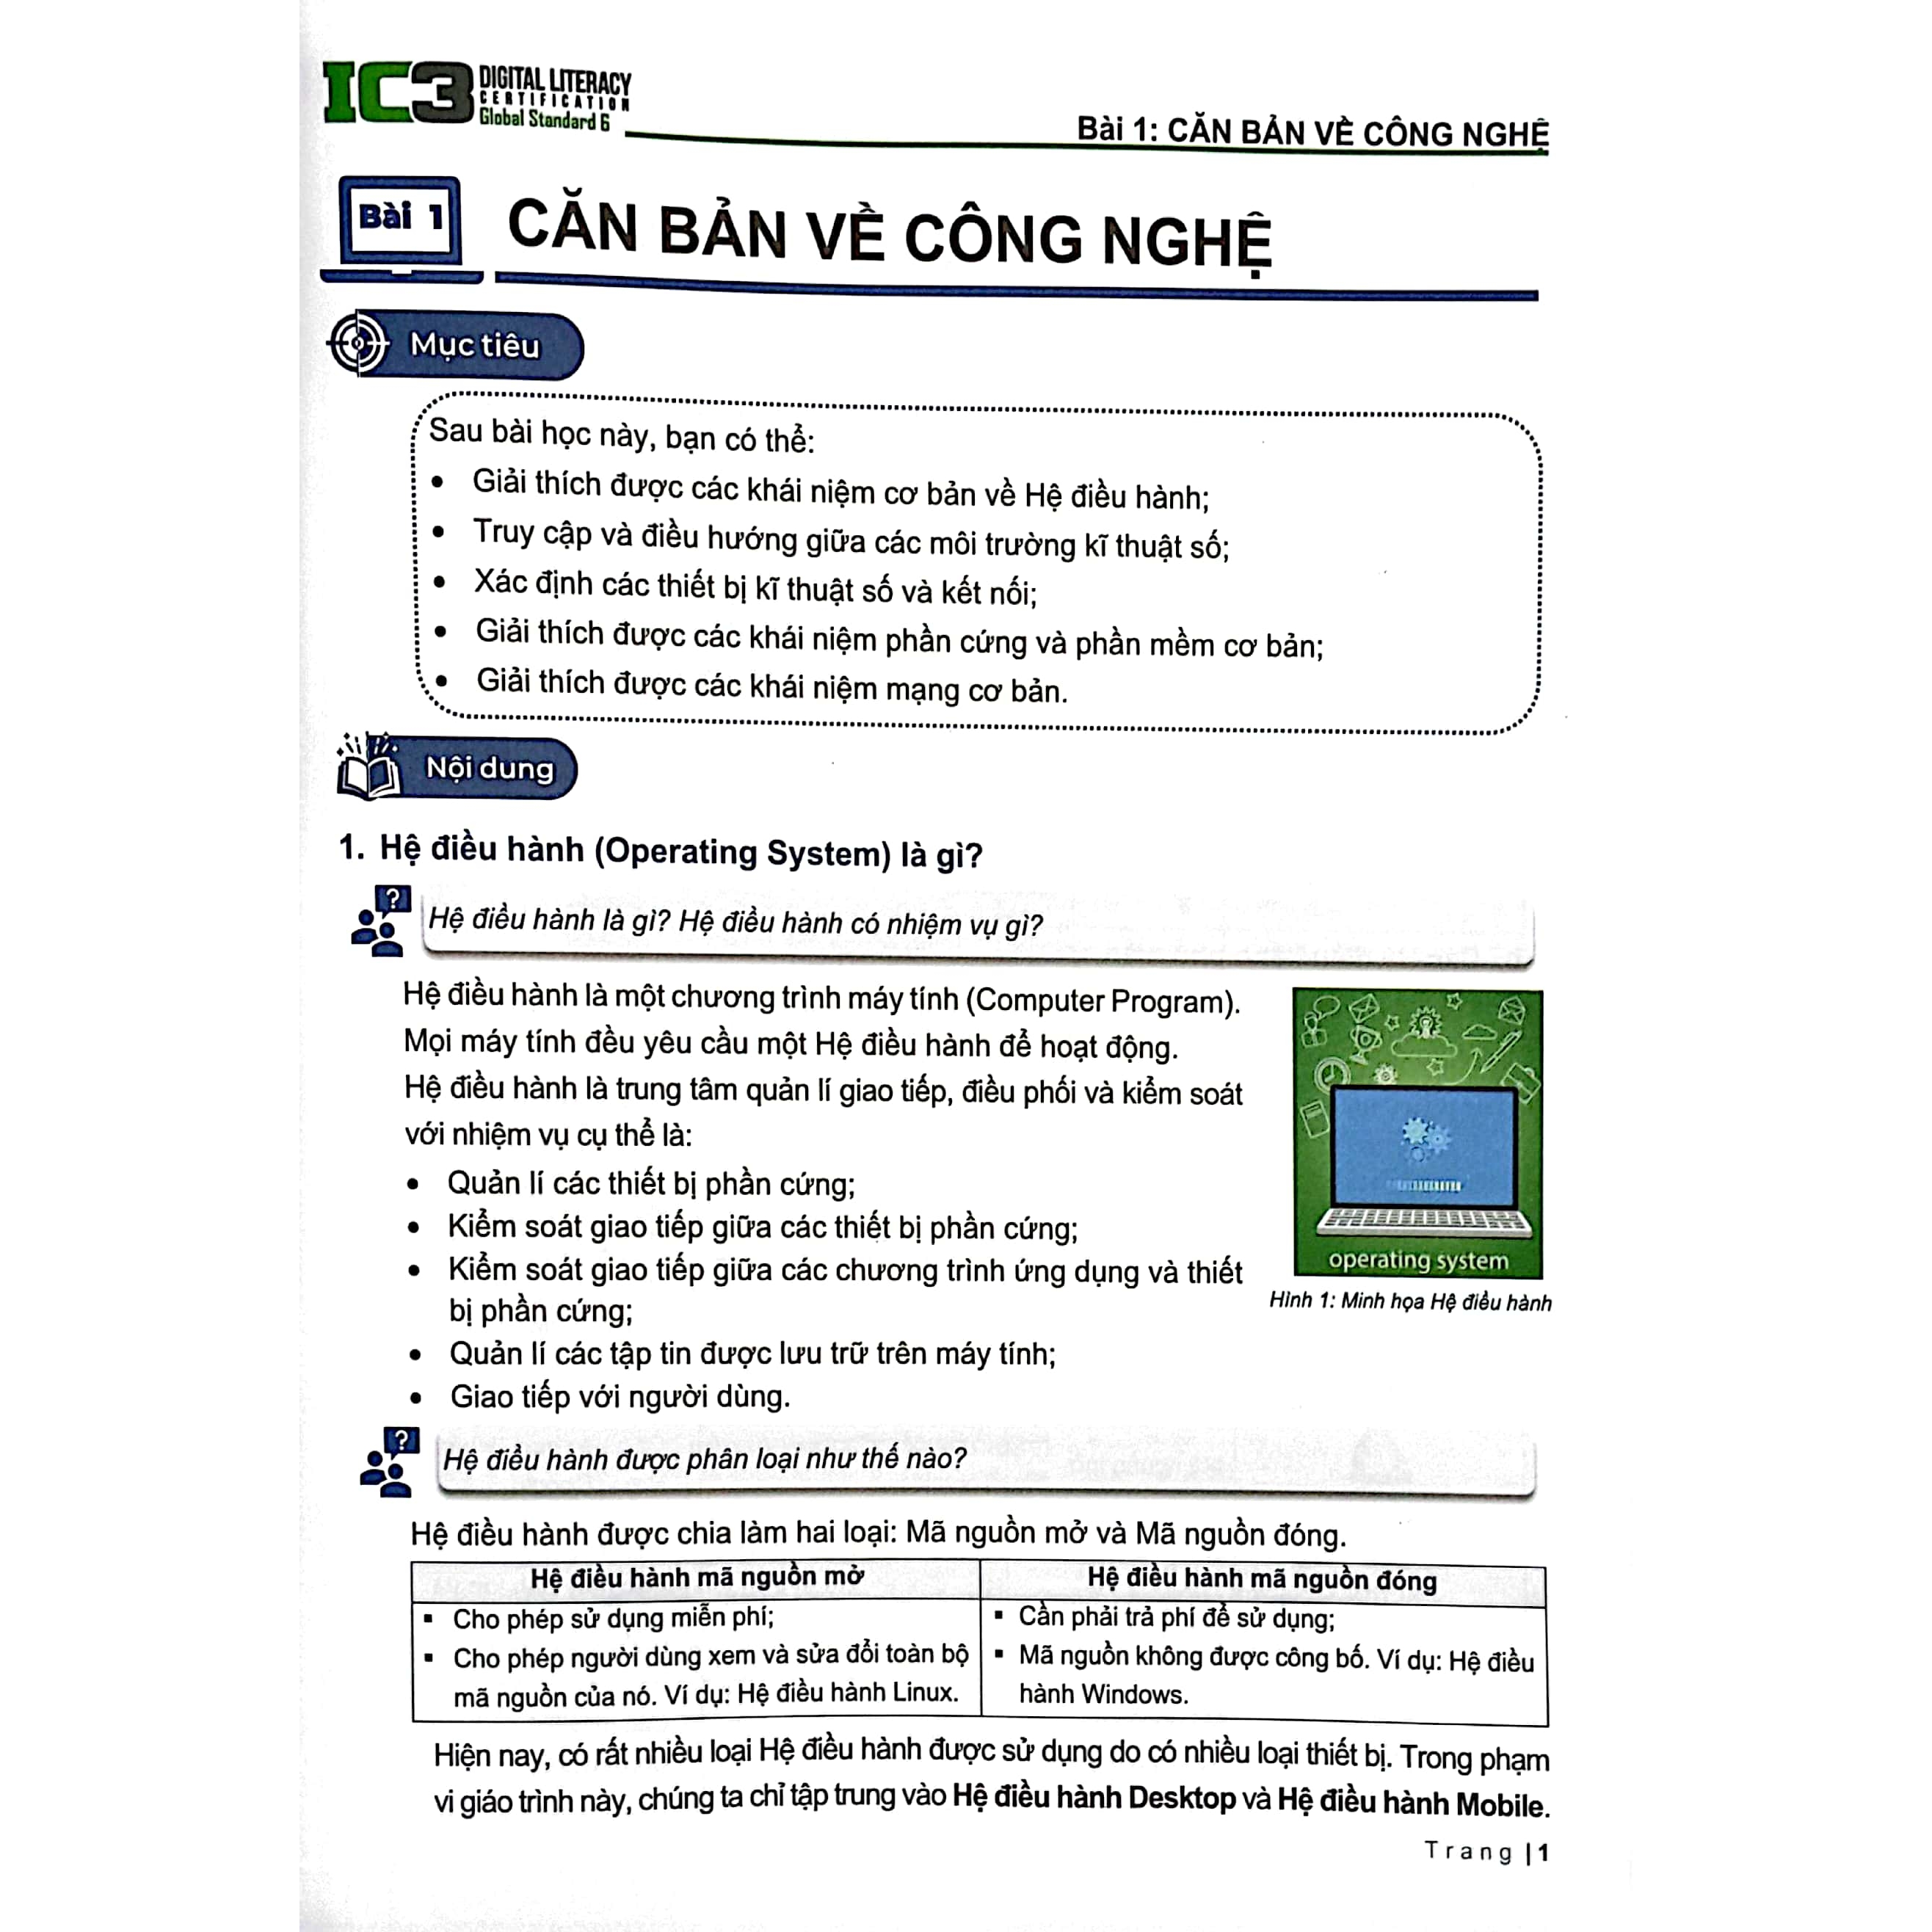 IC3 DIGITAL LITERACY
CERTIFICATION
Global Standard 6
Bài 1: CĂN BẢN VỀ CÔNG NGHỆ
Bài 1
CĂN BẢN VỀ CÔNG NGHỆ
Mục tiêu
Sau bài học này, bạn có thể:
• Giải thích được các khái niệm cơ bản về Hệ điều hành;
• Truy cập và điều hướng giữa các môi trường kĩ thuật số;
• Xác định các thiết bị kĩ thuật số và kết nối;
• Giải thích được các khái niệm phần cứng và phần mềm cơ bản;
• Giải thích được các khái niệm mạng cơ bản.
Nội dung
1. Hệ điều hành (Operating System) là gì?
?
Hệ điều hành là gì? Hệ điều hành có nhiệm vụ gì?
Hệ điều hành là một chương trình máy tính (Computer Program).
Mọi máy tính đều yêu cầu một Hệ điều hành để hoạt động.
Hệ điều hành là trung tâm quản lí giao tiếp, điều phối và kiểm soát
với nhiệm vụ cụ thể là:
• Quản lí các thiết bị phần cứng;
• Kiểm soát giao tiếp giữa các thiết bị phần cứng;
• Kiểm soát giao tiếp giữa các chương trình ứng dụng và thiết
bị phần cứng;
• Quản lí các tập tin được lưu trữ trên máy tính;
• Giao tiếp với người dùng.
operating system
Hình 1: Minh họa Hệ điều hành
?
Hệ điều hành được phân loại như thế nào?
Hệ điều hành được chia làm hai loại: Mã nguồn mở và Mã nguồn đóng.
Hệ điều hành mã nguồn mở
▪ Cho phép sử dụng miễn phí;
▪ Cho phép người dùng xem và sửa đổi toàn bộ
mã nguồn của nó. Ví dụ: Hệ điều hành Linux.
Hệ điều hành mã nguồn đóng
▪ Cần phải trả phí để sử dụng;
▪ Mã nguồn không được công bố. Ví dụ: Hệ điều
hành Windows.
Hiện nay, có rất nhiều loại Hệ điều hành được sử dụng do có nhiều loại thiết bị. Trong phạm
vi giáo trình này, chúng ta chỉ tập trung vào Hệ điều hành Desktop và Hệ điều hành Mobile.
Trang | 1